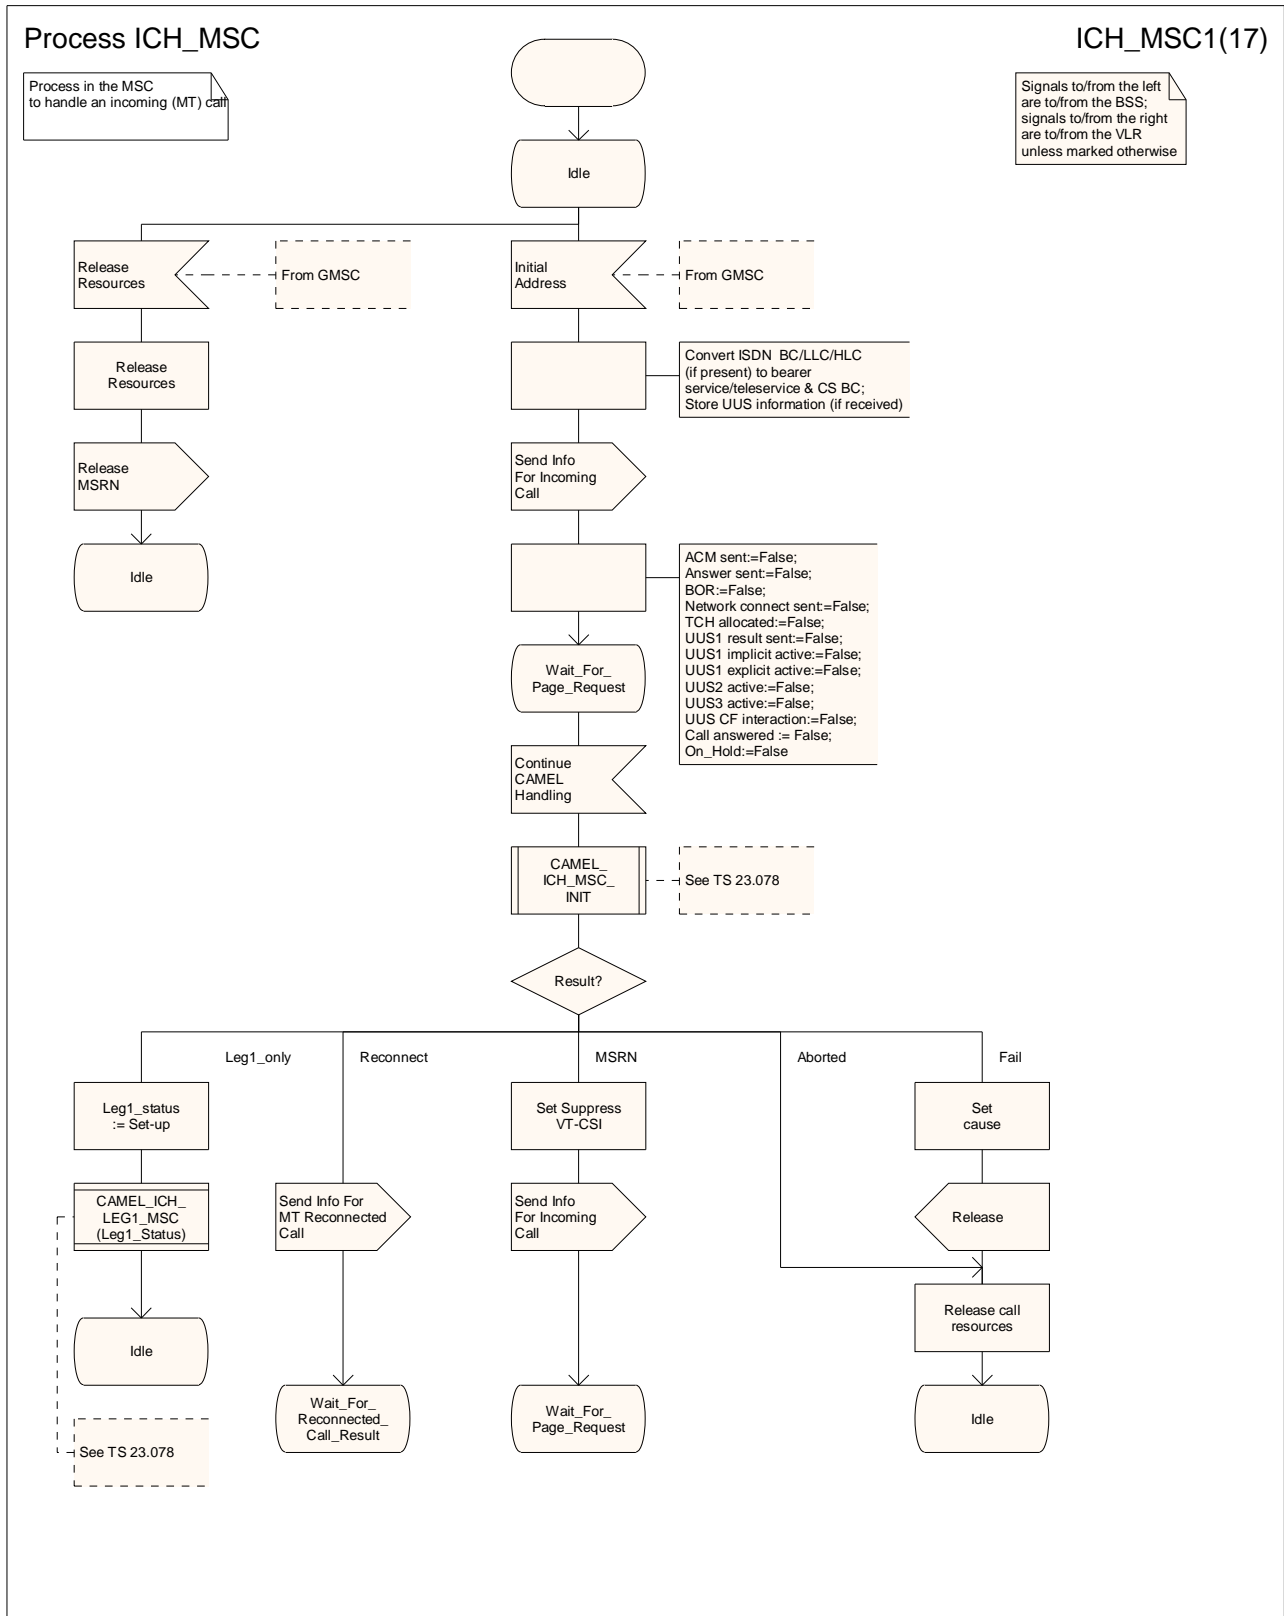 Process ICH_MSC
ICH_MSC1(17)
Process in the MSC
to handle an incoming (MT) call
Signals to/from the left
are to/from the BSS;
signals to/from the right
are to/from the VLR
unless marked otherwise
Idle
Release
Resources
From GMSC
Initial
Address
From GMSC
Release
Resources
Convert ISDN BC/LLC/HLC
(if present) to bearer
service/teleservice & CS BC;
Store UUS information (if received)
Release
MSRN
Send Info
For Incoming
Call
Idle
ACM sent:=False;
Answer sent:=False;
BOR:=False;
Network connect sent:=False;
TCH allocated:=False;
UUS1 result sent:=False;
UUS1 implicit active:=False;
UUS1 explicit active:=False;
UUS2 active:=False;
UUS3 active:=False;
UUS CF interaction:=False;
Call answered := False;
On_Hold:=False
Wait_For_
Page_Request
Continue
CAMEL
Handling
CAMEL_
ICH_MSC_
INIT
See TS 23.078
Result?
Leg1_only
Reconnect
MSRN
Aborted
Fail
Leg1_status
:= Set-up
Set Suppress
VT-CSI
Set
cause
CAMEL_ICH_
LEG1_MSC
(Leg1_Status)
Send Info For
MT Reconnected
Call
Send Info
For Incoming
Call
Release
Release call
resources
Idle
Wait_For_
Reconnected_
Call_Result
Wait_For_
Page_Request
Idle
See TS 23.078